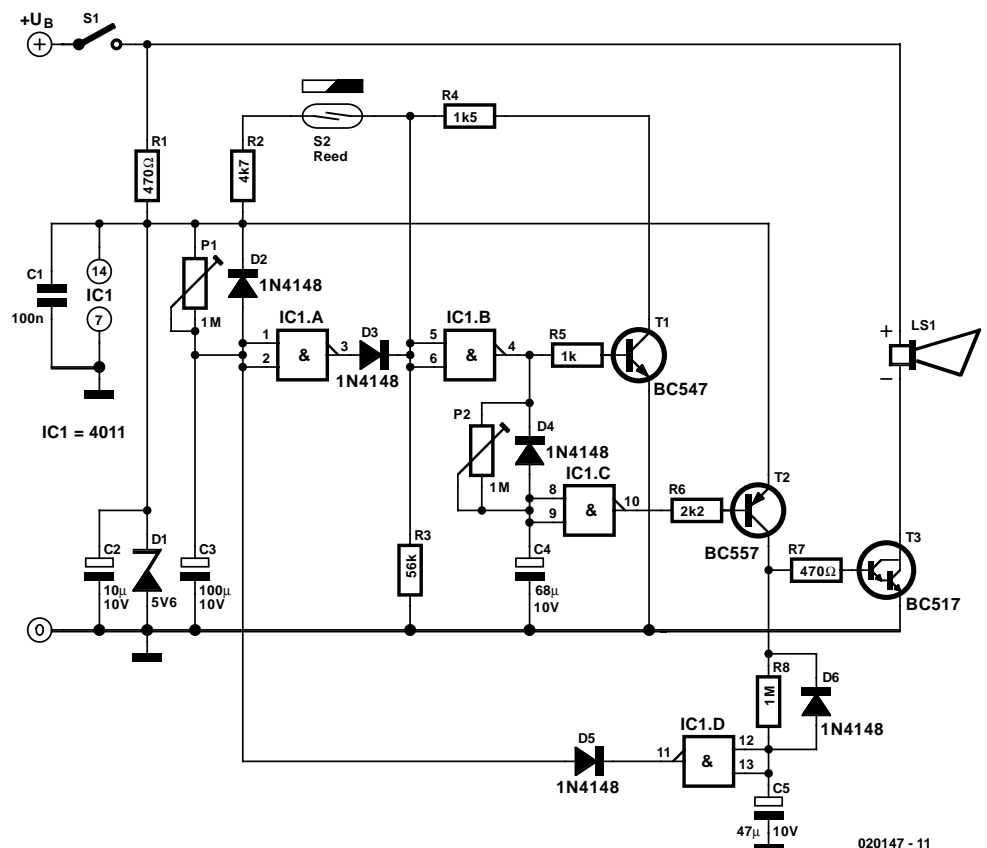 +UB
S1
+
R4
1k5
S2
Reed
R1
470Ω
R2
4k7
P1
1M
D2
1N4148
C1
100n
14
IC1
7
IC1.A
1
2
&
3
D3
1N4148
IC1.B
5
6
&
4
R5
1k
T1
BC547
+
LS1
−
IC1 = 4011
P2
1M
D4
1N4148
IC1.C
8
9
&
10
R6
2k2
T2
BC557
R7
470Ω
T3
BC517
C2
10μ
10V
D1
5V6
C3
100μ
10V
R3
56k
C4
68μ
10V
0
R8
1M
D6
1N4148
IC1.D
11
&
12
13
D5
1N4148
C5
47μ 10V
020147 - 11